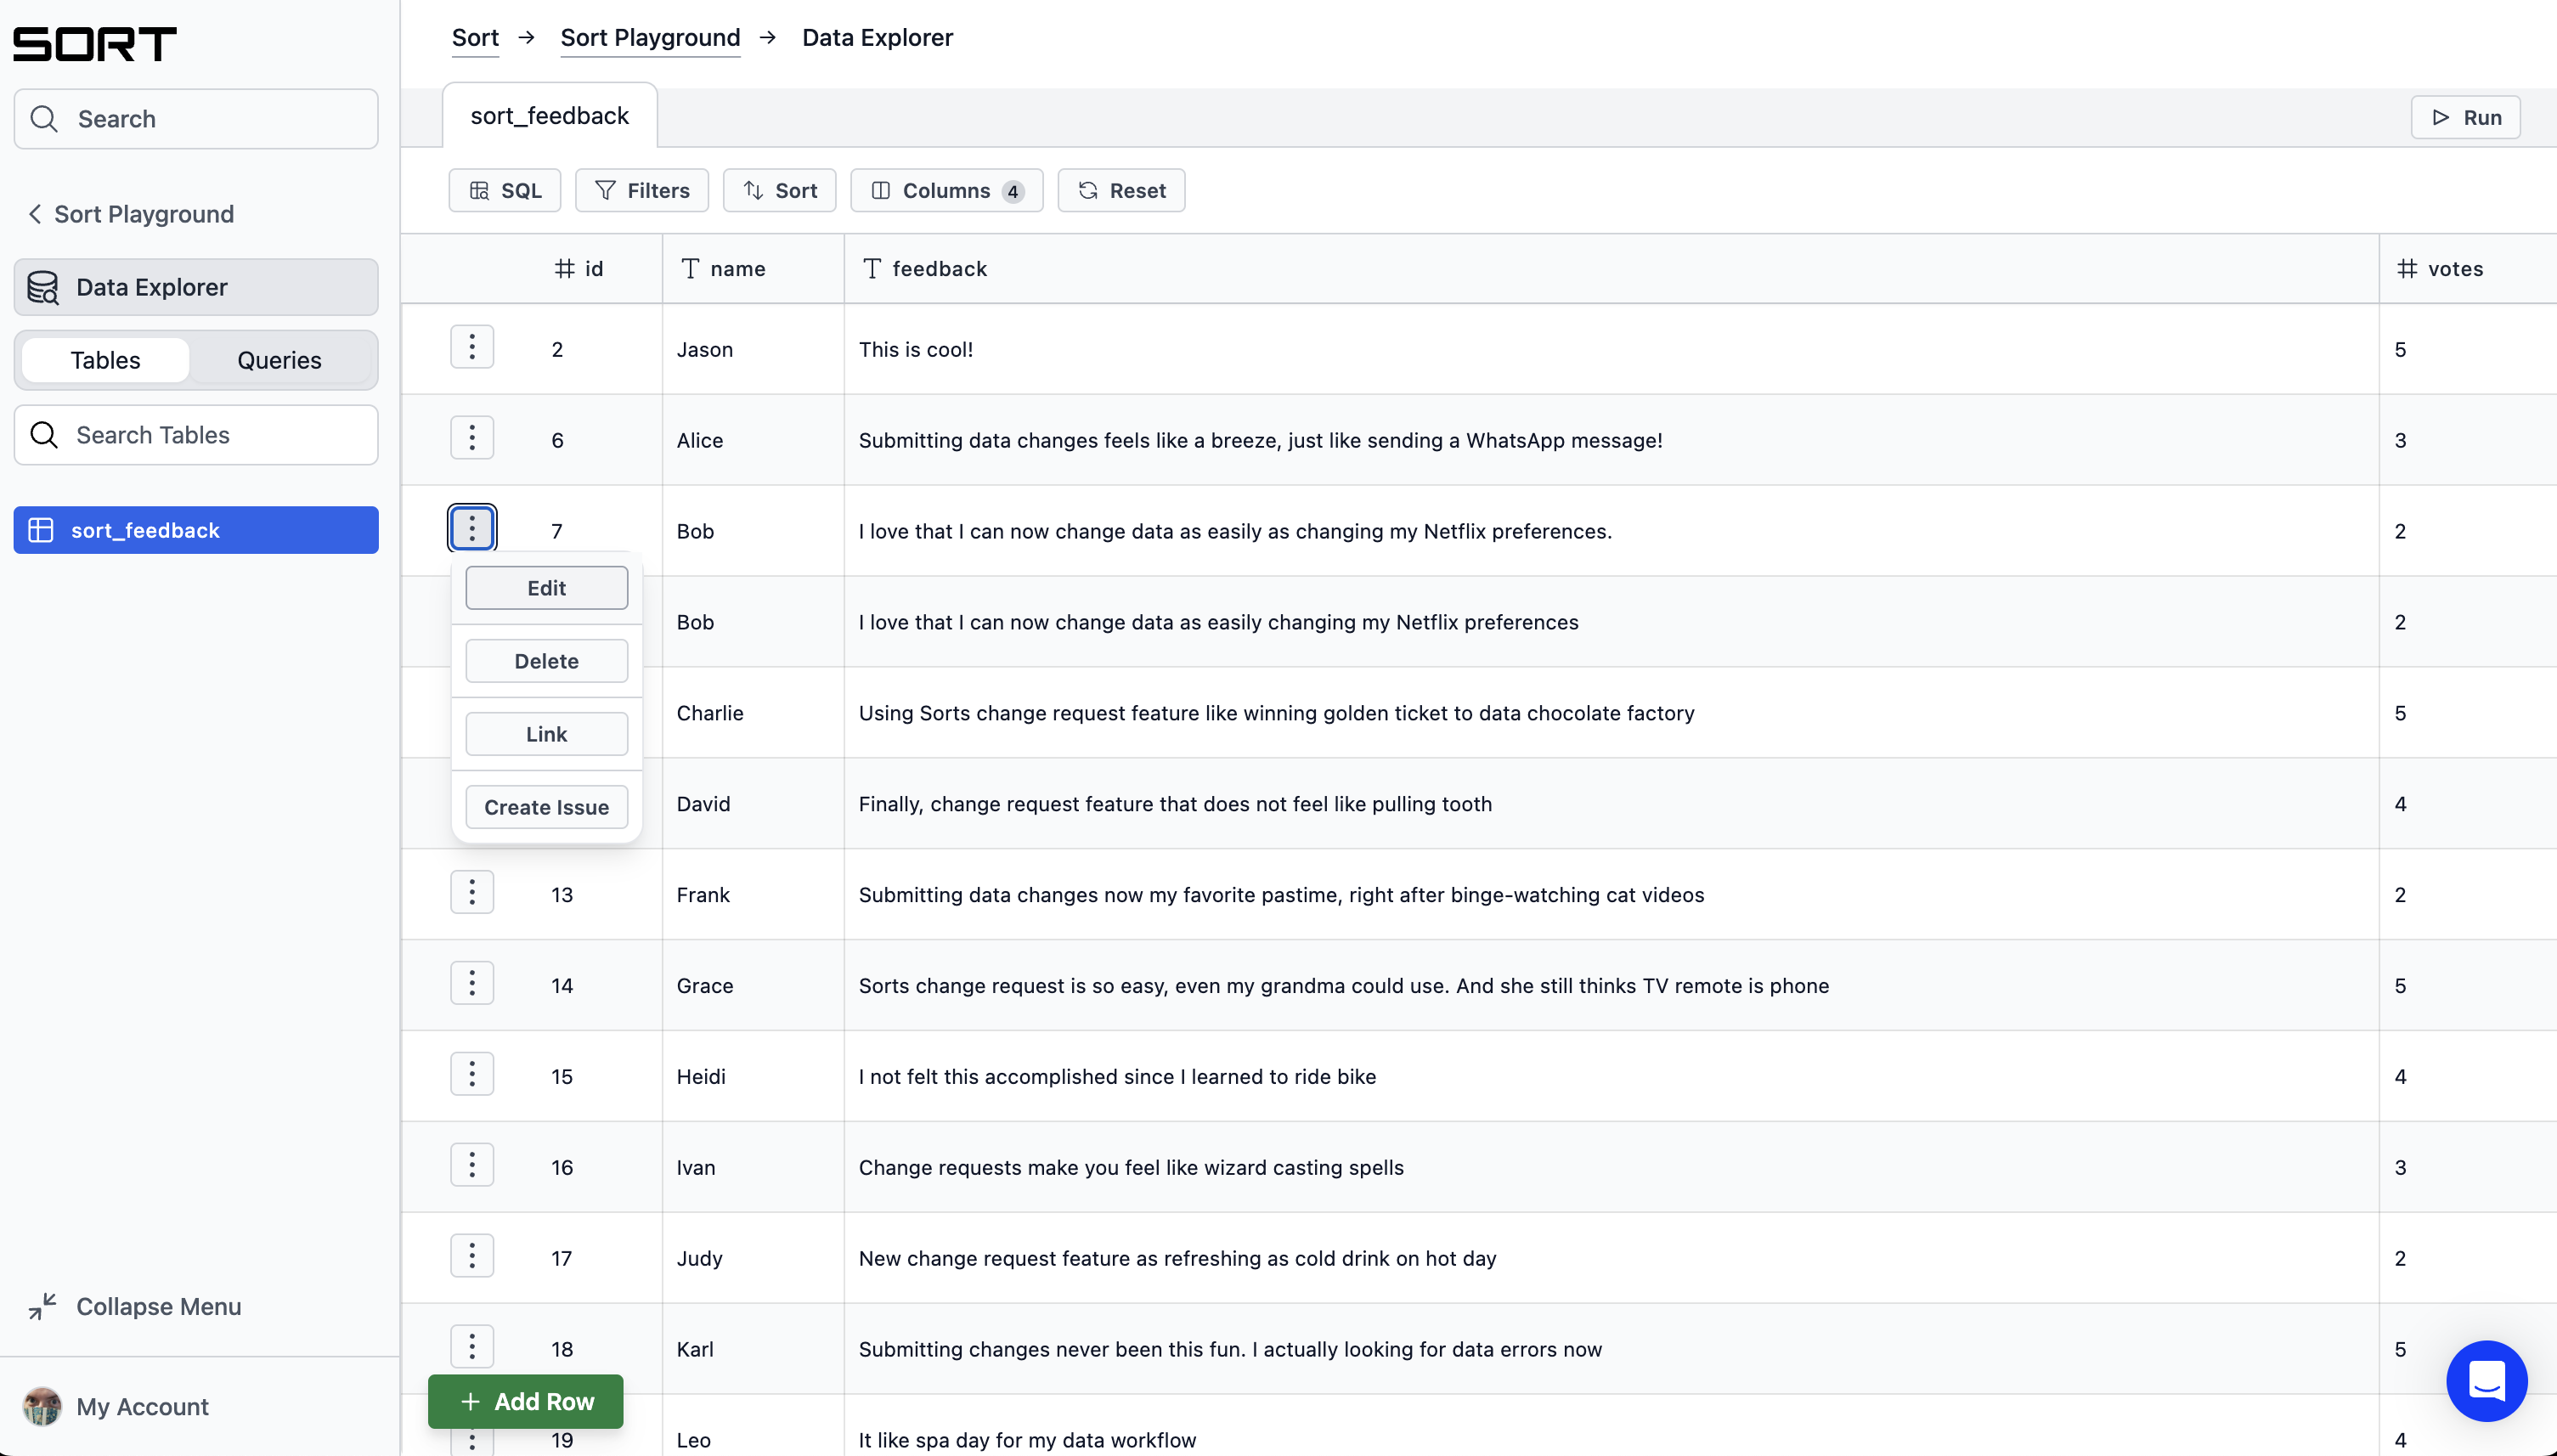 SORT
Search
Sort Playground
Data Explorer
Tables Queries
Search Tables
sort_feedback
Collapse Menu
My Account
Sort → Sort Playground → Data Explorer
sort_feedback
Run
SQL Filters Sort Columns 4 Reset
id name feedback votes
2 Jason This is cool! 5
6 Alice Submitting data changes feels like a breeze, just like sending a WhatsApp message! 3
7 Bob I love that I can now change data as easily as changing my Netflix preferences. 2
Bob I love that I can now change data as easily changing my Netflix preferences 2
Charlie Using Sorts change request feature like winning golden ticket to data chocolate factory 5
David Finally, change request feature that does not feel like pulling tooth 4
Edit
Delete
Link
Create Issue
13 Frank Submitting data changes now my favorite pastime, right after binge-watching cat videos 2
14 Grace Sorts change request is so easy, even my grandma could use. And she still thinks TV remote is phone 5
15 Heidi I not felt this accomplished since I learned to ride bike 4
16 Ivan Change requests make you feel like wizard casting spells 3
17 Judy New change request feature as refreshing as cold drink on hot day 2
18 Karl Submitting changes never been this fun. I actually looking for data errors now 5
+ Add Row
19 Leo It like spa day for my data workflow 4